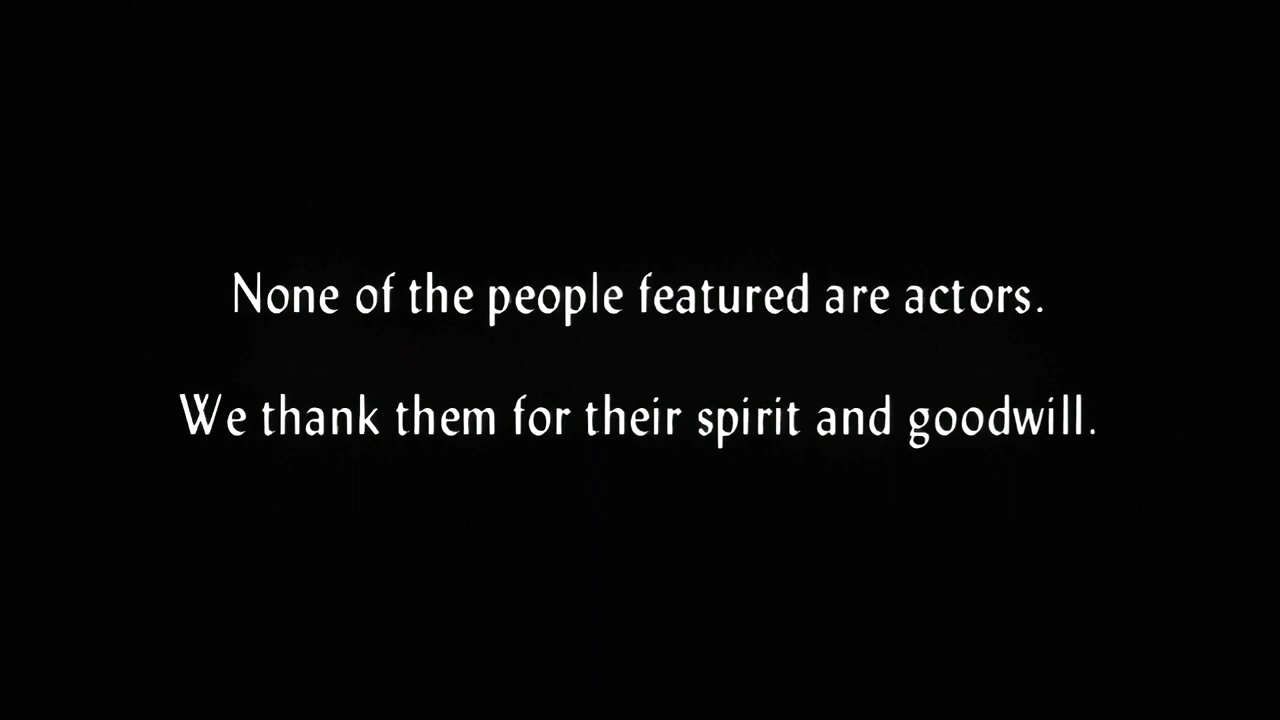 None of the people featured are actors.
We thank them for their spirit and goodwill.